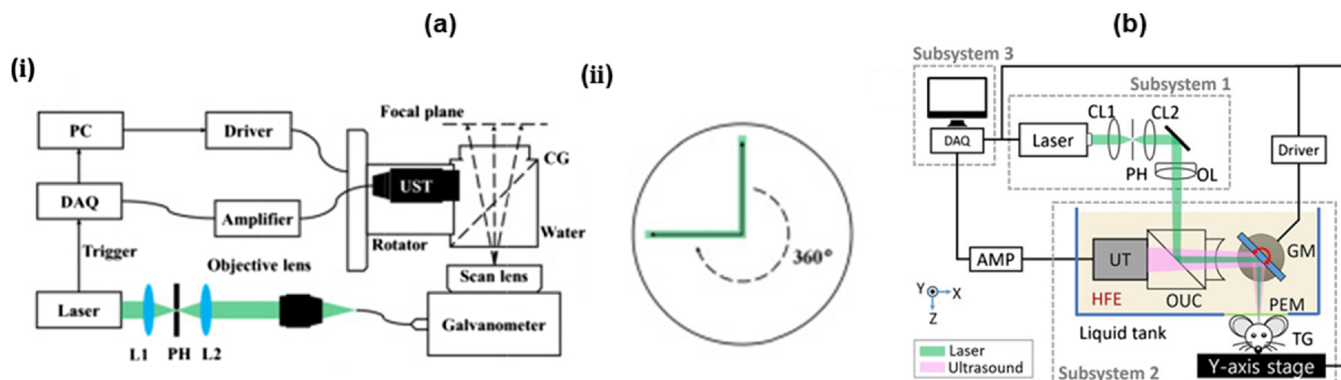 (a)
(i)
PC
Driver
Focal plane
CG
UST
DAQ
Amplifier
Rotator
Water
Trigger
Objective lens
Scan lens
Laser
Galvanometer
L1 PH L2
(ii)
360°
(b)
Subsystem 3
Subsystem 1
CL1 CL2
DAQ
Laser
Driver
PH OL
AMP
UT
GM
HFE
OUC
PEM
Y X
Z
Liquid tank
TG
Laser
Ultrasound
Y-axis stage
Subsystem 2